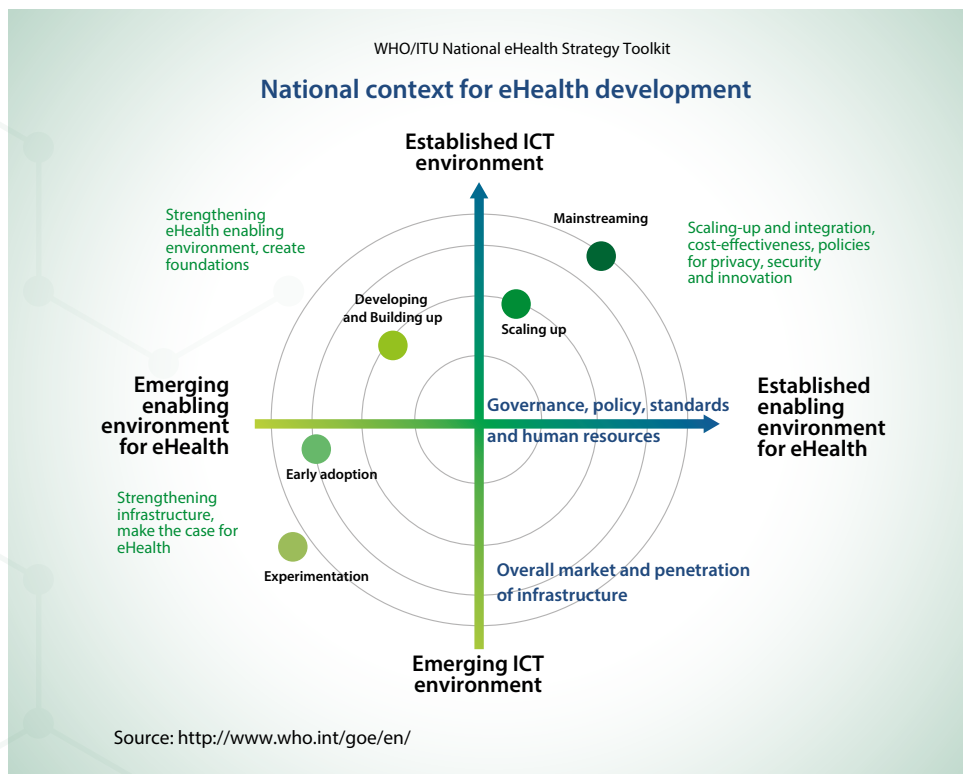 WHO/ITU National eHealth Strategy Toolkit
National context for eHealth development
Established ICT
environment
Strengthening
eHealth enabling
environment, create
foundations
Mainstreaming
Scaling-up and integration,
cost-effectiveness, policies
for privacy, security
and innovation
Developing
and Building up
Scaling up
Emerging
enabling
environment
for eHealth
Governance, policy, standards
and human resources
Established
enabling
environment
for eHealth
Early adoption
Strengthening
infrastructure,
make the case for
eHealth
Experimentation
Overall market and penetration
of infrastructure
Emerging ICT
environment
Source: http://www.who.int/goe/en/